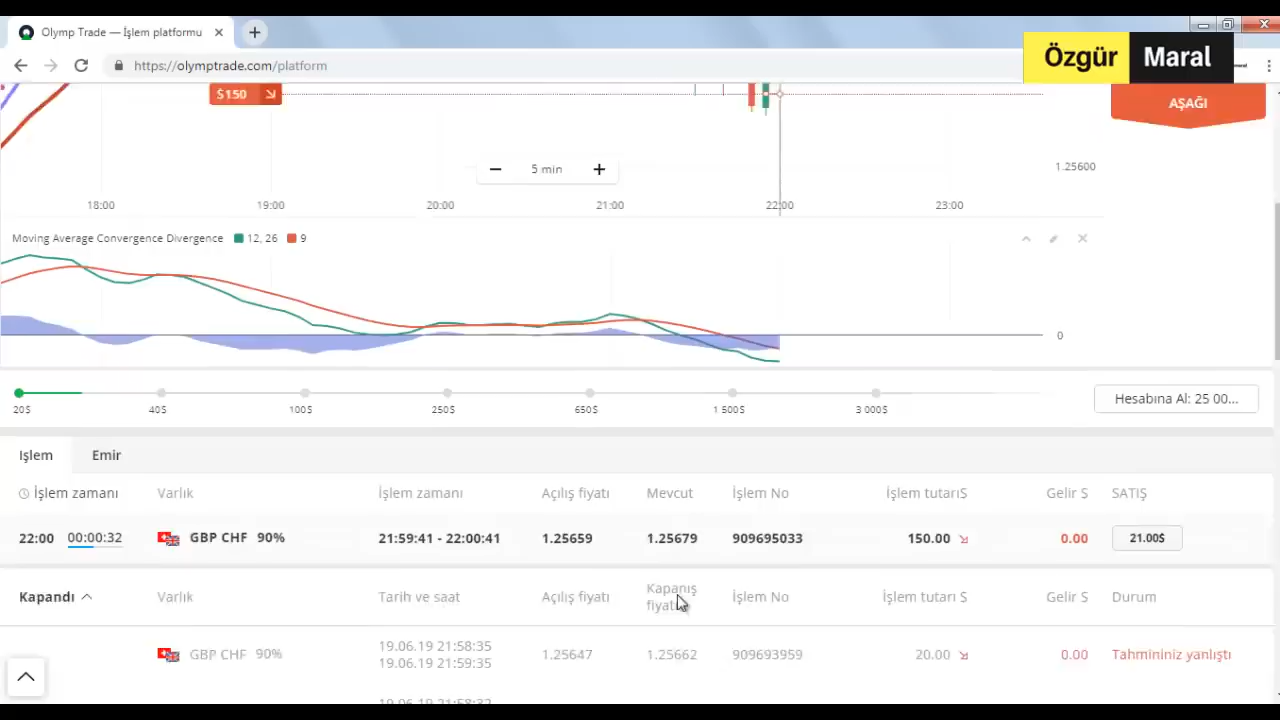 Olymp Trade — İşlem platformu
https://olymptrade.com/platform
Özgür Maral
$150
AŞAĞI
5 min
1.25600
18:00 19:00 20:00 21:00 22:00 23:00
Moving Average Convergence Divergence 12, 26 9
0
20$ 40$ 100$ 250$ 650$ 1 500$ 3 000$
Hesabına Al: 25 00...
İşlem Emir
İşlem zamanı Varlık İşlem zamanı Açılış fiyatı Mevcut İşlem No İşlem tutarı$ Gelir $ SATIŞ
22:00 00:00:32 GBP CHF 90% 21:59:41 - 22:00:41 1.25659 1.25679 909695033 150.00 0.00 21.00$
Kapandı Varlık Tarih ve saat Açılış fiyatı Kapanış İşlem No İşlem tutarı $ Gelir $ Durum
19.06.19 21:58:35
GBP CHF 90% 1.25647 1.25662 909693959 20.00 0.00 Tahmininiz yanlıştı
19.06.19 21:59:35